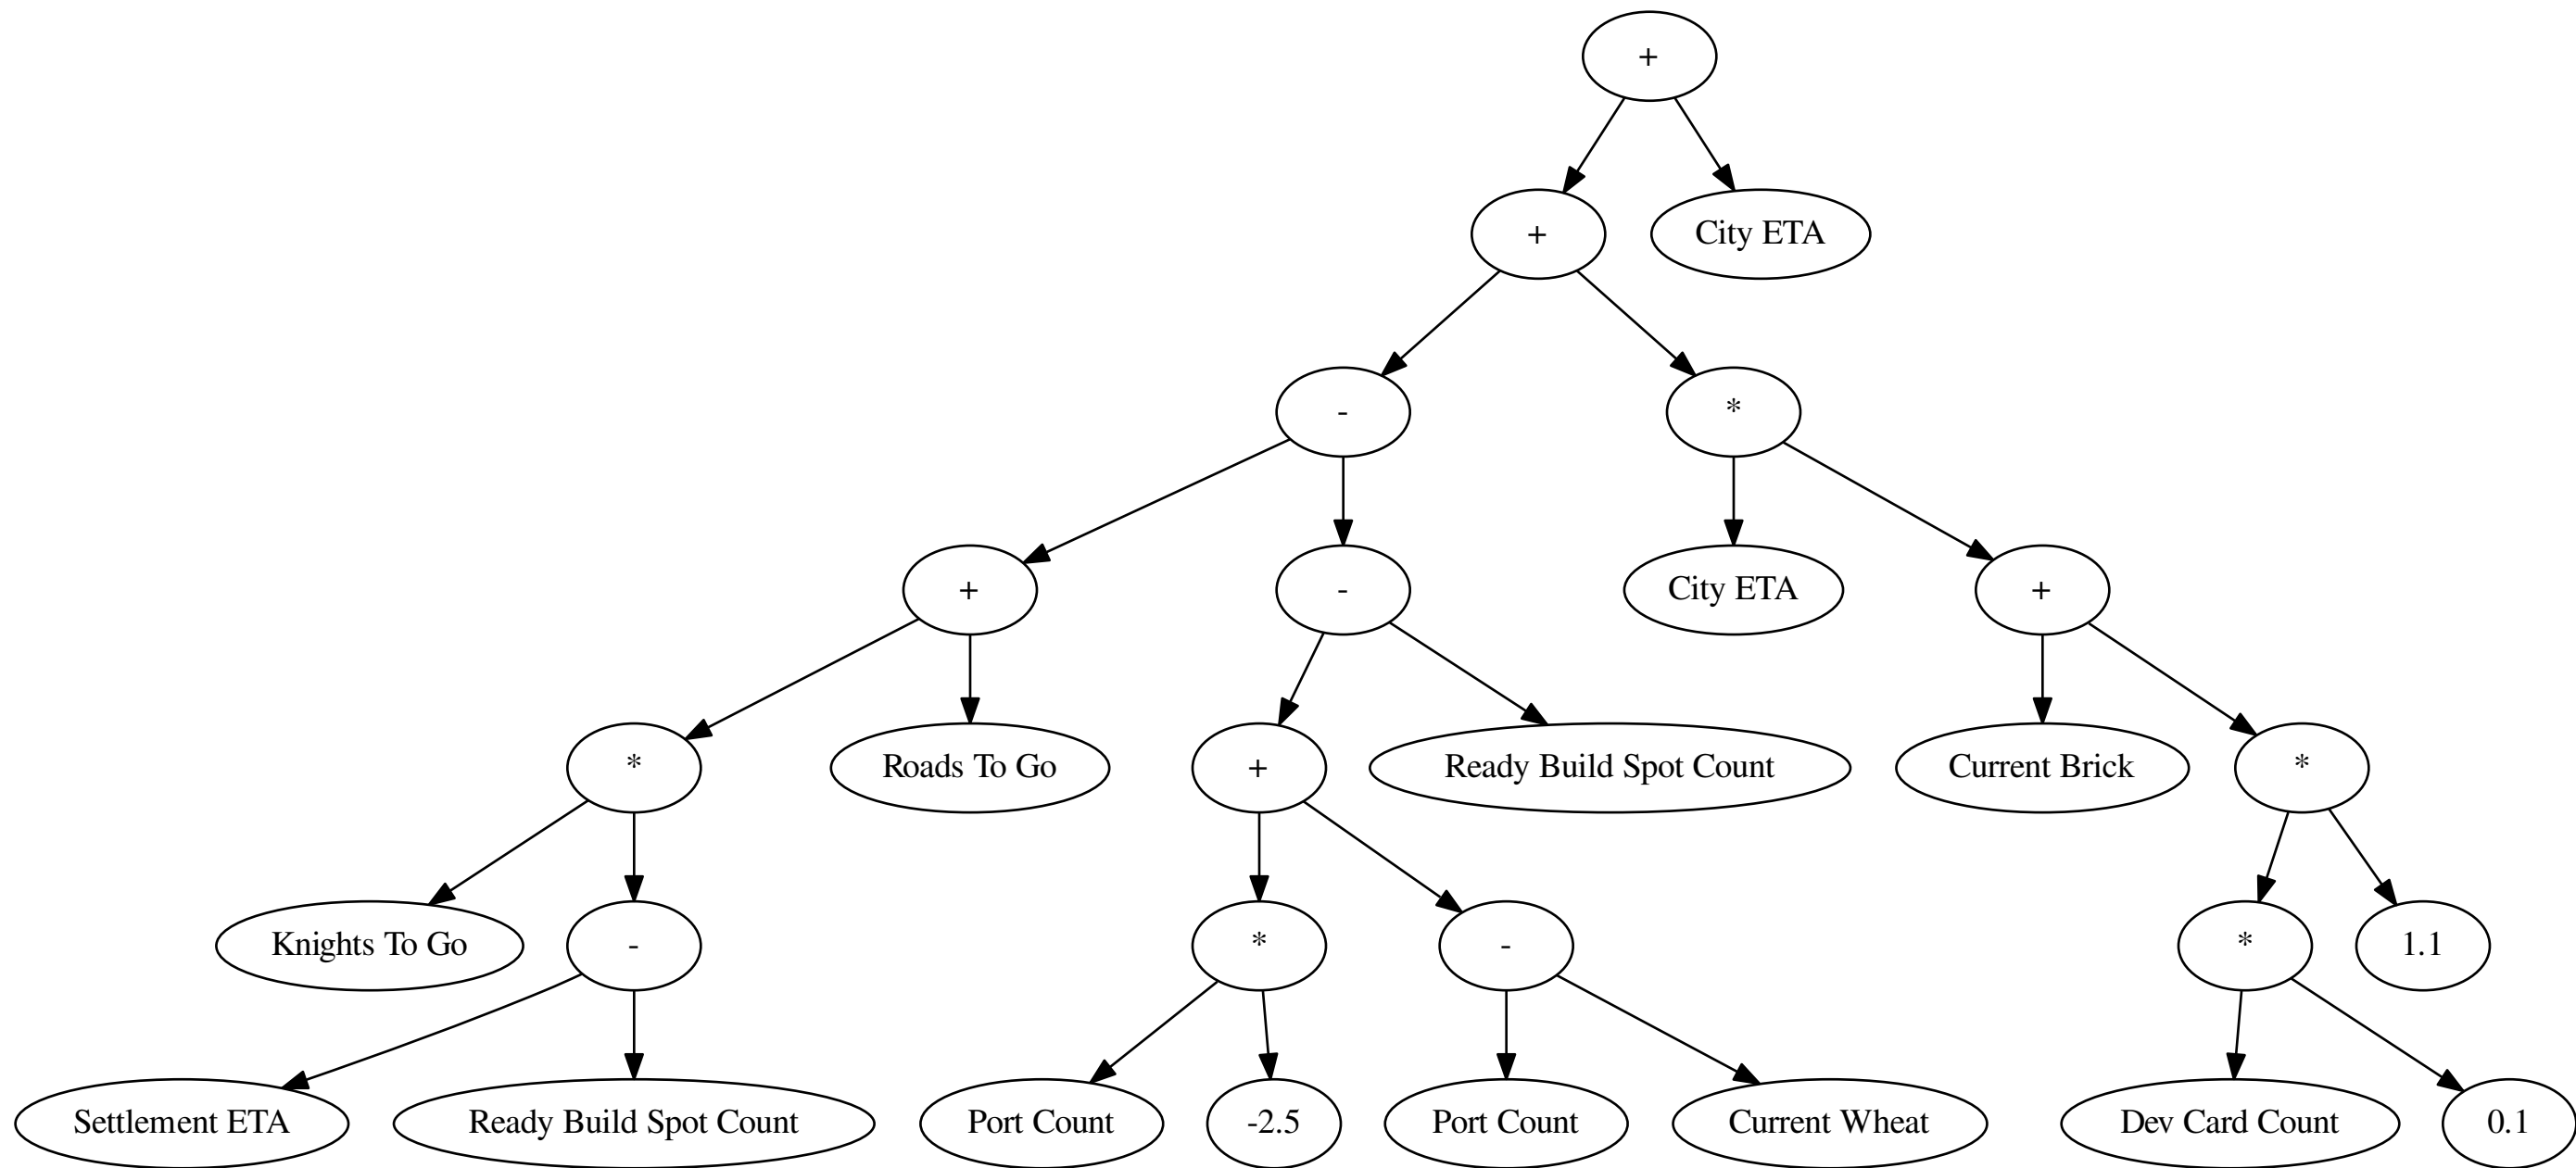 +
+
City ETA
-
*
+
-
City ETA
+
*
Roads To Go
+
Ready Build Spot Count
Current Brick
*
Knights To Go
-
*
-
*
1.1
Settlement ETA
Ready Build Spot Count
Port Count
-2.5
Port Count
Current Wheat
Dev Card Count
0.1